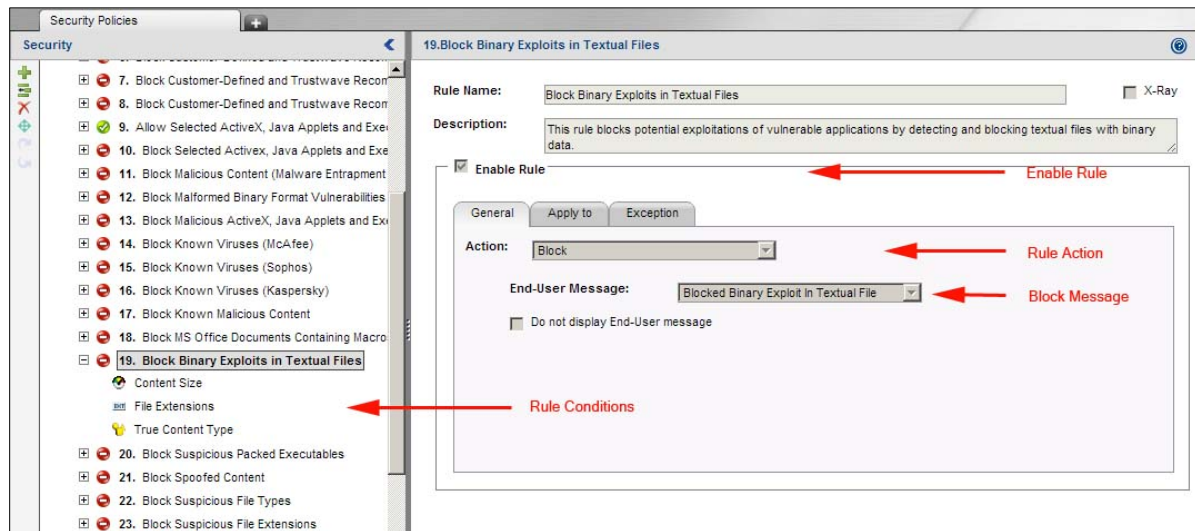 Security Policies
Security
7. Block Customer-Defined and Trustwave Recom
8. Block Customer-Defined and Trustwave Recom
9. Allow Selected ActiveX, Java Applets and Exe
10. Block Selected Activex, Java Applets and Exe
11. Block Malicious Content (Malware Entrapment
12. Block Malformed Binary Format Vulnerabilities
13. Block Malicious ActiveX, Java Applets and Exe
14. Block Known Viruses (McAfee)
15. Block Known Viruses (Sophos)
16. Block Known Viruses (Kaspersky)
17. Block Known Malicious Content
18. Block MS Office Documents Containing Macro
19. Block Binary Exploits in Textual Files
Content Size
File Extensions
True Content Type
20. Block Suspicious Packed Executables
21. Block Spoofed Content
22. Block Suspicious File Types
23. Block Suspicious File Extensions
Rule Conditions
19.Block Binary Exploits in Textual Files
Rule Name: Block Binary Exploits in Textual Files X-Ray
Description: This rule blocks potential exploitations of vulnerable applications by detecting and blocking textual files with binary
data.
Enable Rule Enable Rule
General Apply to Exception
Action: Block Rule Action
End-User Message: Blocked Binary Exploit In Textual File Block Message
Do not display End-User message